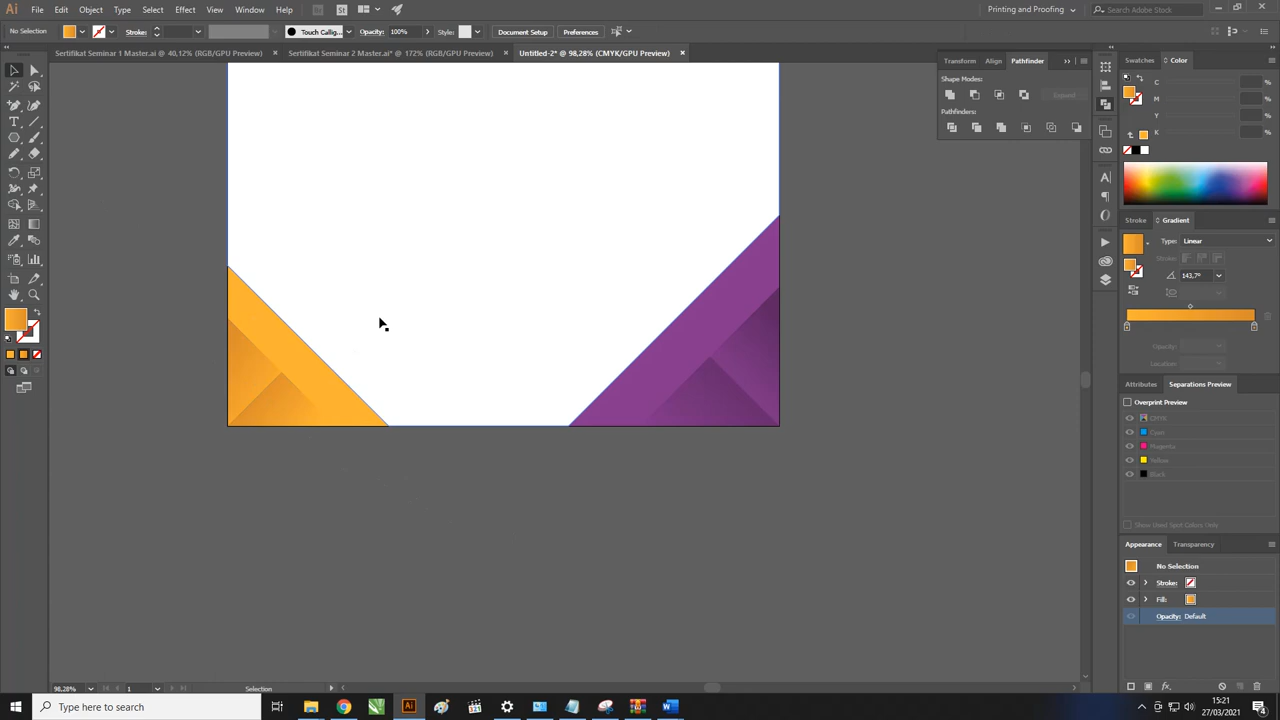 Ai File Edit Object Type Select Effect View Window Help Br St Printing and Proofing Search Adobe Stock
No Selection Stroke: Touch Callig... Opacity: 100% Style: Document Setup Preferences
Sertifikat Seminar 1 Master.ai @ 40,12% (RGB/GPU Preview) × Sertifikat Seminar 2 Master.ai* @ 172% (RGB/GPU Preview) × Untitled-2* @ 98,28% (CMYK/GPU Preview) ×
Transform Align Pathfinder
Swatches Color
Shape Modes:
Expand
Pathfinders:
C %
M %
Y %
K %
Stroke Gradient
Type: Linear
Stroke:
143,7°
Opacity:
Location:
Attributes Separations Preview
Overprint Preview
CMYK
Cyan
Magenta
Yellow
Black
Show Used Spot Colors Only
Appearance Transparency
No Selection
Stroke:
Fill:
Opacity: Default
98,28% 1 Selection
Type here to search
15:21
27/03/2021